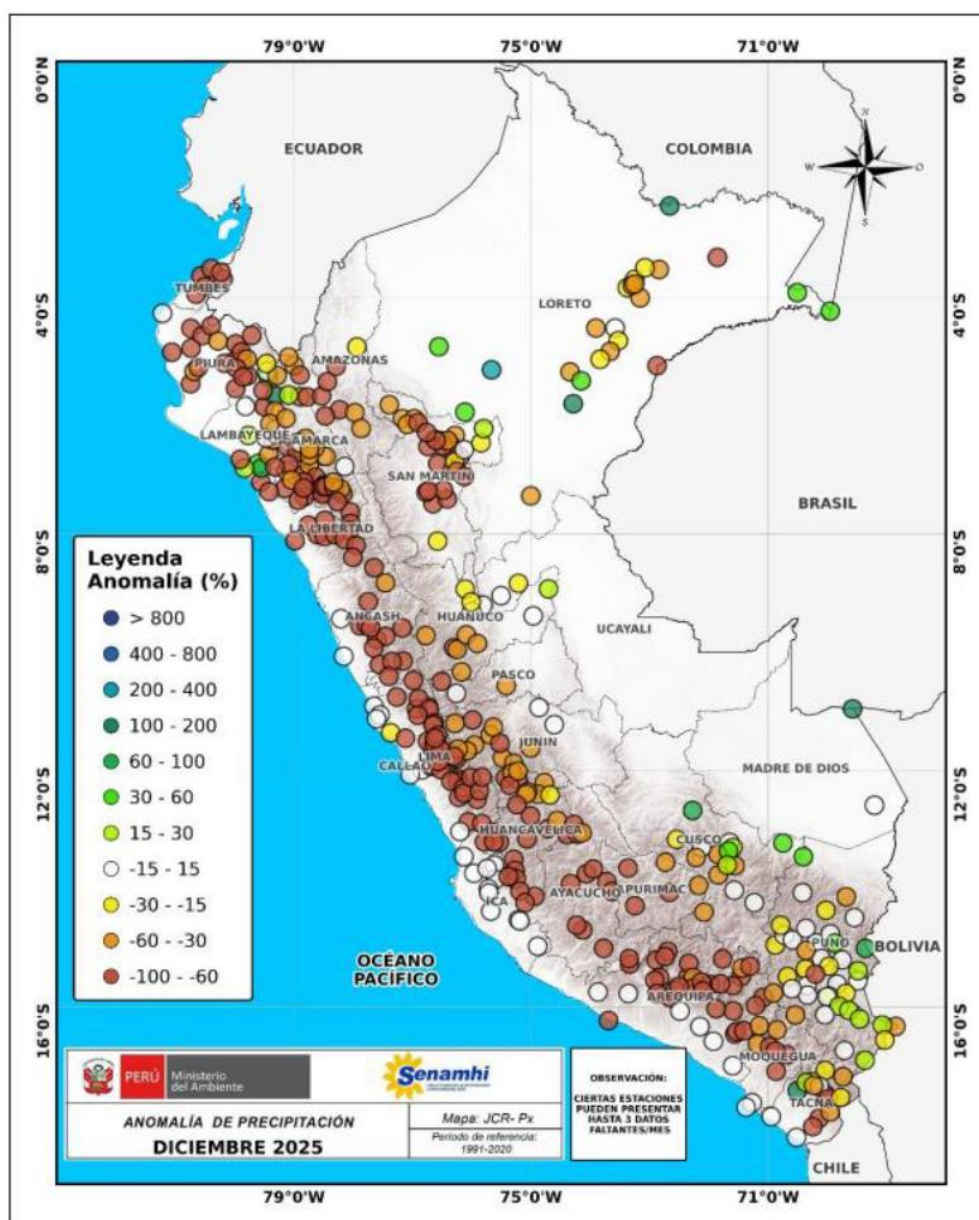 79°0'W 75°0'W 71°0'W
0°0'N 0°0'N
ECUADOR
COLOMBIA
N
W O
S
TUMBES
4°0'S 4°0'S
LORETO
AMAZONAS
PIURA
LAMBAYEQUE
AMARCA
SAN MARTIN
BRASIL
LA LIBERTAD
8°0'S 8°0'S
Leyenda
Anomalía (%)
> 800
400 - 800
200 - 400
100 - 200
60 - 100
30 - 60
15 - 30
-15 - 15
-30 - -15
-60 - -30
-100 - -60
ANCASH
HUANUCO
UCAYALI
PASCO
JUNIN
LIMA
CALLAO
MADRE DE DIOS
12°0'S 12°0'S
HUANCAVELICA
CUSCO
AYACUCHO
APURIMAC
ICA
PUNO
BOLIVIA
OCÉANO
PACÍFICO
AREQUIPA
16°0'S 16°0'S
MOQUEGUA
TACNA
CHILE
PERÚ
Ministerio
del Ambiente
Senamhi
ANOMALÍA DE PRECIPITACIÓN
DICIEMBRE 2025
Mapa: JCR- Px
Periodo de referencia:
1991-2020
OBSERVACIÓN:
CIERTAS ESTACIONES
PUEDEN PRESENTAR
HASTA 3 DATOS
FALTANTES/MES
79°0'W 75°0'W 71°0'W